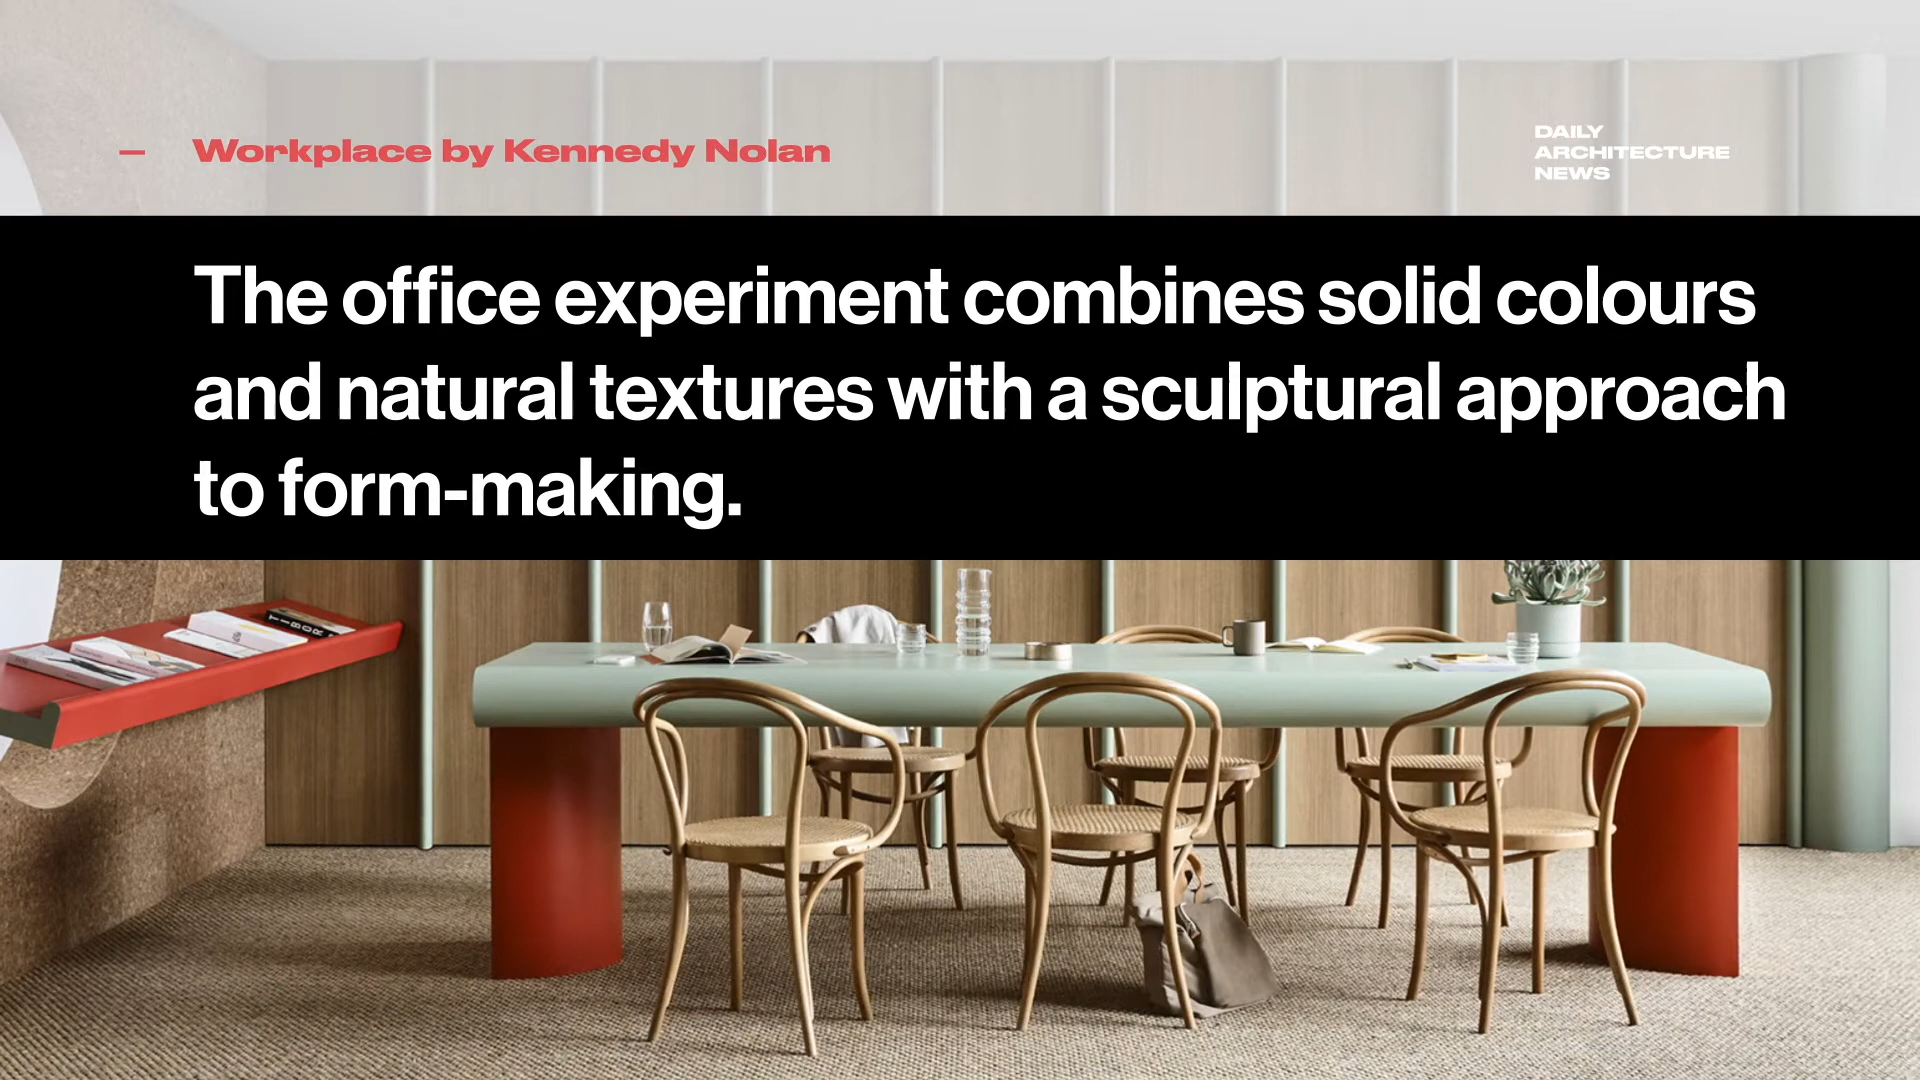 — Workplace by Kennedy Nolan
DAILY
ARCHITECTURE
NEWS
The office experiment combines solid colours
and natural textures with a sculptural approach
to form-making.
TIBOR